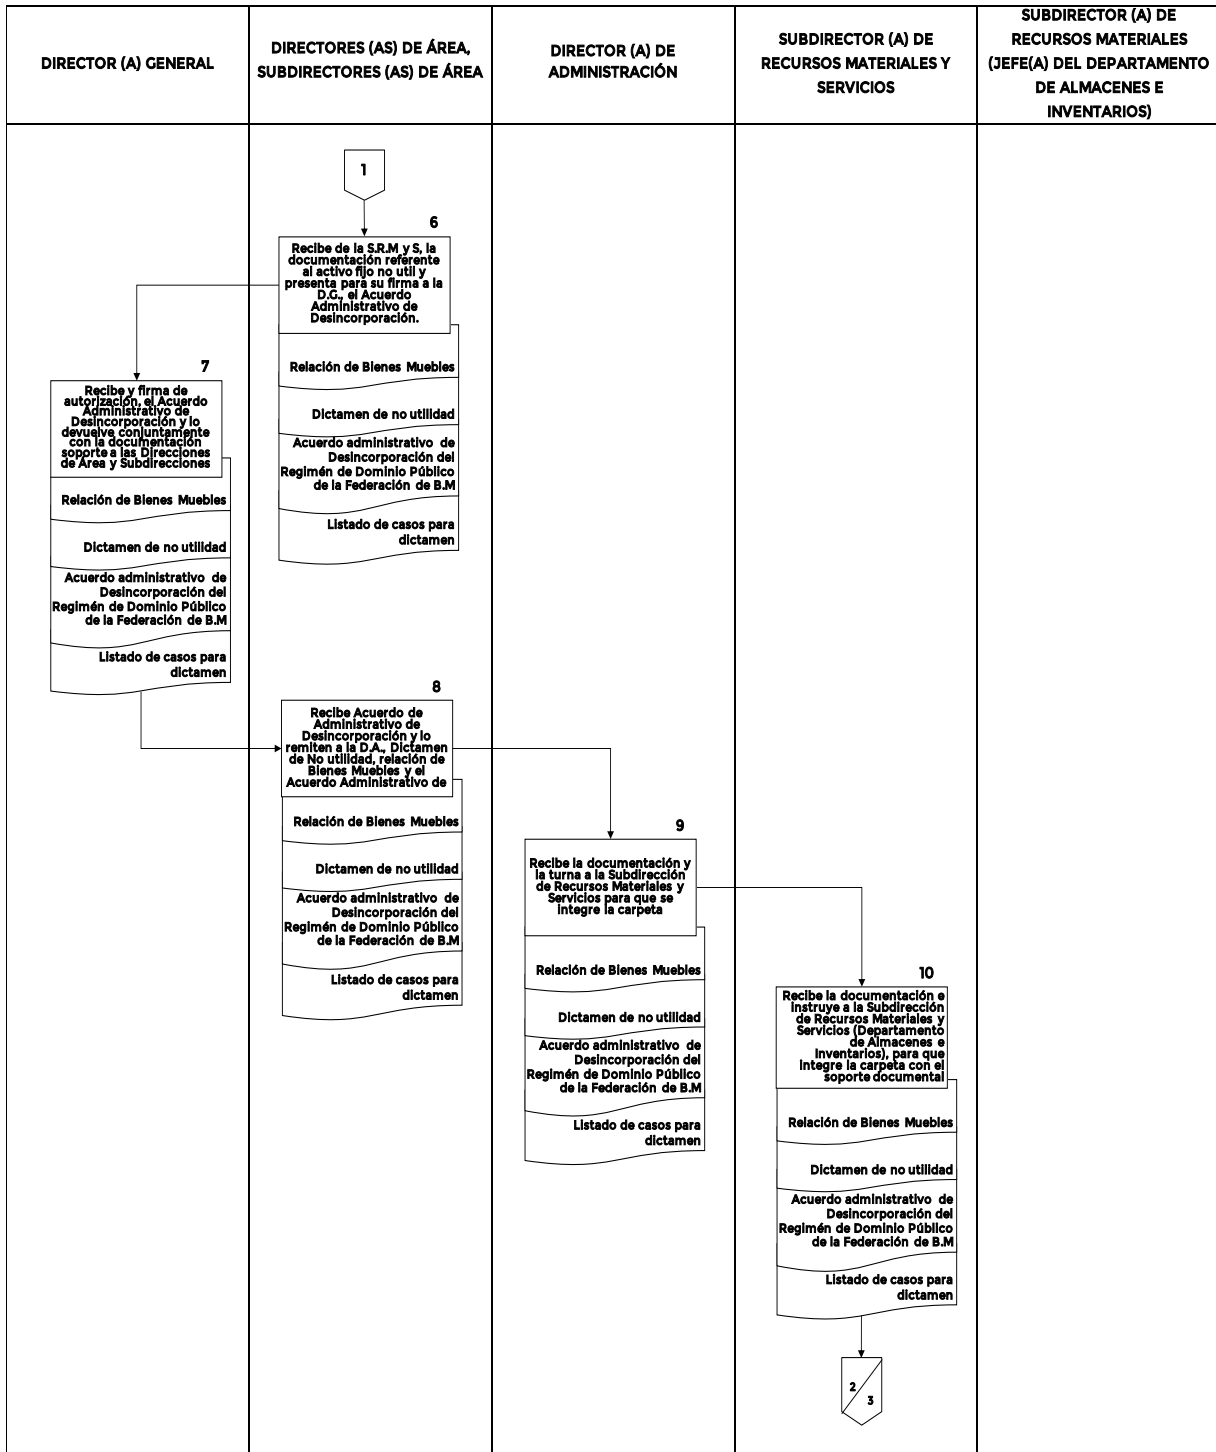 DIRECTOR (A) GENERAL
DIRECTORES (AS) DE ÁREA,
SUBDIRECTORES (AS) DE ÁREA
DIRECTOR (A) DE
ADMINISTRACIÓN
SUBDIRECTOR (A) DE
RECURSOS MATERIALES Y
SERVICIOS
SUBDIRECTOR (A) DE
RECURSOS MATERIALES
(JEFE(A) DEL DEPARTAMENTO
DE ALMACENES E
INVENTARIOS)
1
6
Recibe de la S.R.M y S, la
documentación referente
al activo fijo no util y
presenta para su firma a la
D.G., el Acuerdo
Administrativo de
Desincorporación.
Relación de Bienes Muebles
Dictamen de no utilidad
Acuerdo administrativo de
Desincorporación del
Regimén de Dominio Público
de la Federación de B.M
Listado de casos para
dictamen
7
Recibe y firma de
autorización, el Acuerdo
Administrativo de
Desincorporación y lo
devuelve conjuntamente
con la documentación
soporte a las Direcciones
de Area y Subdirecciones
Relación de Bienes Muebles
Dictamen de no utilidad
Acuerdo administrativo de
Desincorporación del
Regimén de Dominio Público
de la Federación de B.M
Listado de casos para
dictamen
8
Recibe Acuerdo de
Administrativo de
Desincorporación y lo
remiten a la D.A., Dictamen
de No utilidad, relación de
Bienes Muebles y el
Acuerdo Administrativo de
Relación de Bienes Muebles
Dictamen de no utilidad
Acuerdo administrativo de
Desincorporación del
Regimén de Dominio Público
de la Federación de B.M
Listado de casos para
dictamen
9
Recibe la documentación y
la turna a la Subdirección
de Recursos Materiales y
Servicios para que se
integre la carpeta
Relación de Bienes Muebles
Dictamen de no utilidad
Acuerdo administrativo de
Desincorporación del
Regimén de Dominio Público
de la Federación de B.M
Listado de casos para
dictamen
10
Recibe la documentación e
instruye a la Subdirección
de Recursos Materiales y
Servicios (Departamento
de Almacenes e
Inventarios), para que
integre la carpeta con el
soporte documental
Relación de Bienes Muebles
Dictamen de no utilidad
Acuerdo administrativo de
Desincorporación del
Regimén de Dominio Público
de la Federación de B.M
Listado de casos para
dictamen
2
3